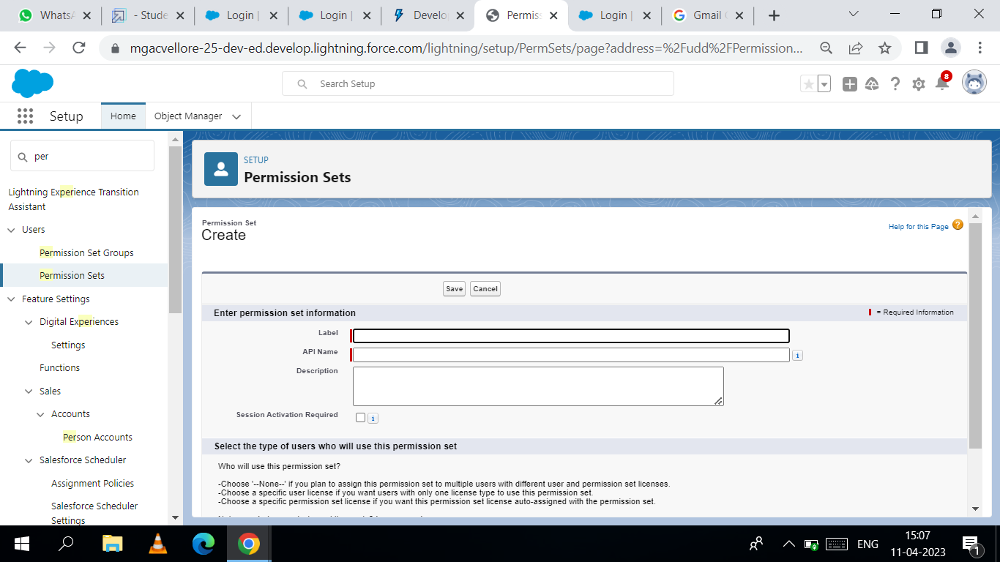 WhatsA
- Stude
Login |
Login |
Develo
Permis
Login |
Gmail
mgacvellore-25-dev-ed.develop.lightning.force.com/lightning/setup/PermSets/page?address=%2Fudd%2FPermission...
Search Setup
8
Setup
Home
Object Manager
per
Lightning Experience Transition
Assistant
Users
Permission Set Groups
Permission Sets
Feature Settings
Digital Experiences
Settings
Functions
Sales
Accounts
Person Accounts
Salesforce Scheduler
Assignment Policies
Salesforce Scheduler
Settings
SETUP
Permission Sets
Permission Set
Create
Help for this Page ?
Save Cancel
Enter permission set information
= Required Information
Label
API Name
i
Description
Session Activation Required
i
Select the type of users who will use this permission set
Who will use this permission set?
-Choose '--None--' if you plan to assign this permission set to multiple users with different user and permission set licenses.
-Choose a specific user license if you want users with only one license type to use this permission set.
-Choose a specific permission set license if you want this permission set license auto-assigned with the permission set.
ENG
15:07
11-04-2023
1